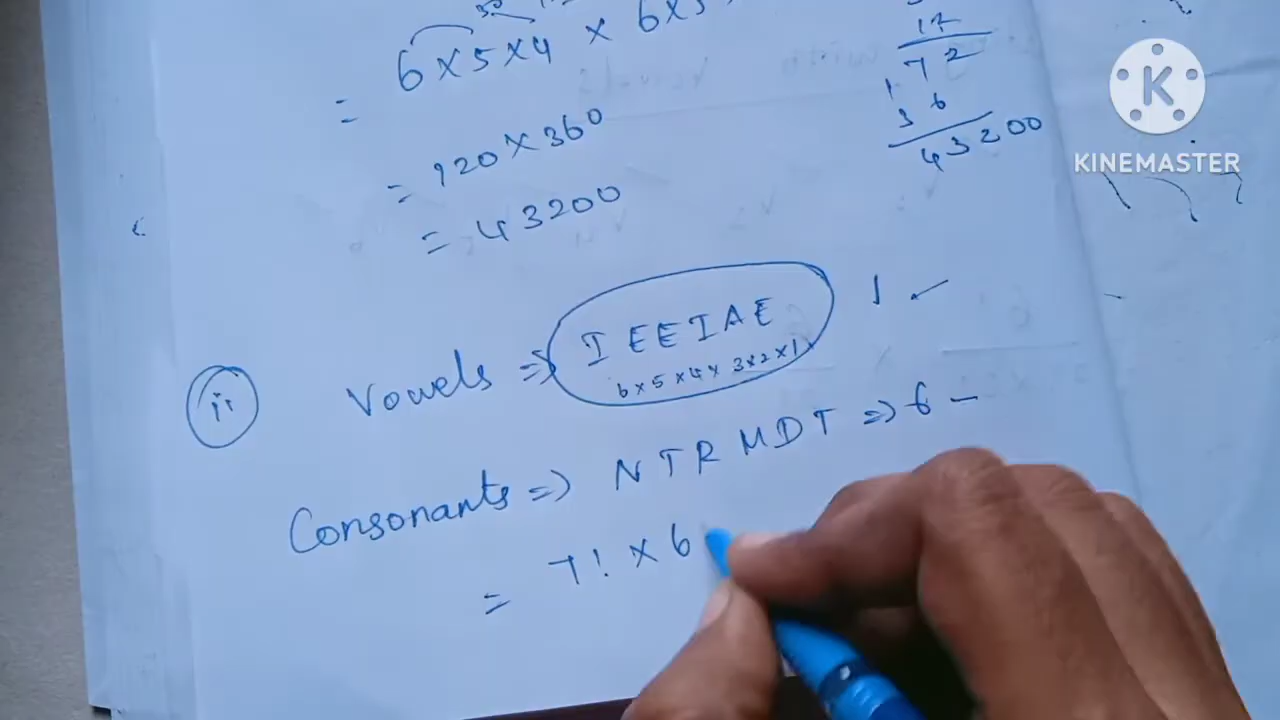 = 6×5×4 × 6×5
= 120×360
= 43200
12
72
36
43200
K
KINEMASTER
ii Vowels => IEEIAE 1 ✓
6×5×4×3×2×1
Consonants => NTRMDT => 6 –
= 7! × 6